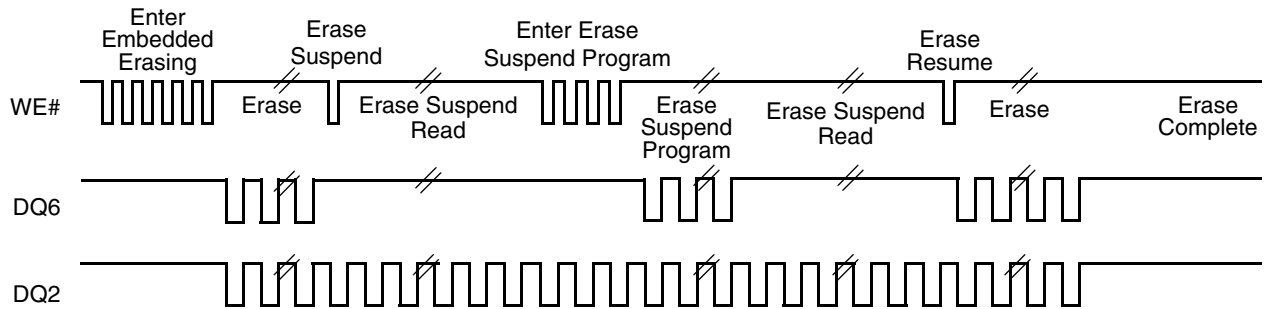 Enter
Embedded
Erasing
Erase
Suspend
Enter Erase
Suspend Program
Erase
Resume
WE#
Erase
Erase Suspend
Read
Erase
Suspend
Program
Erase Suspend
Read
Erase
Erase
Complete
DQ6
DQ2